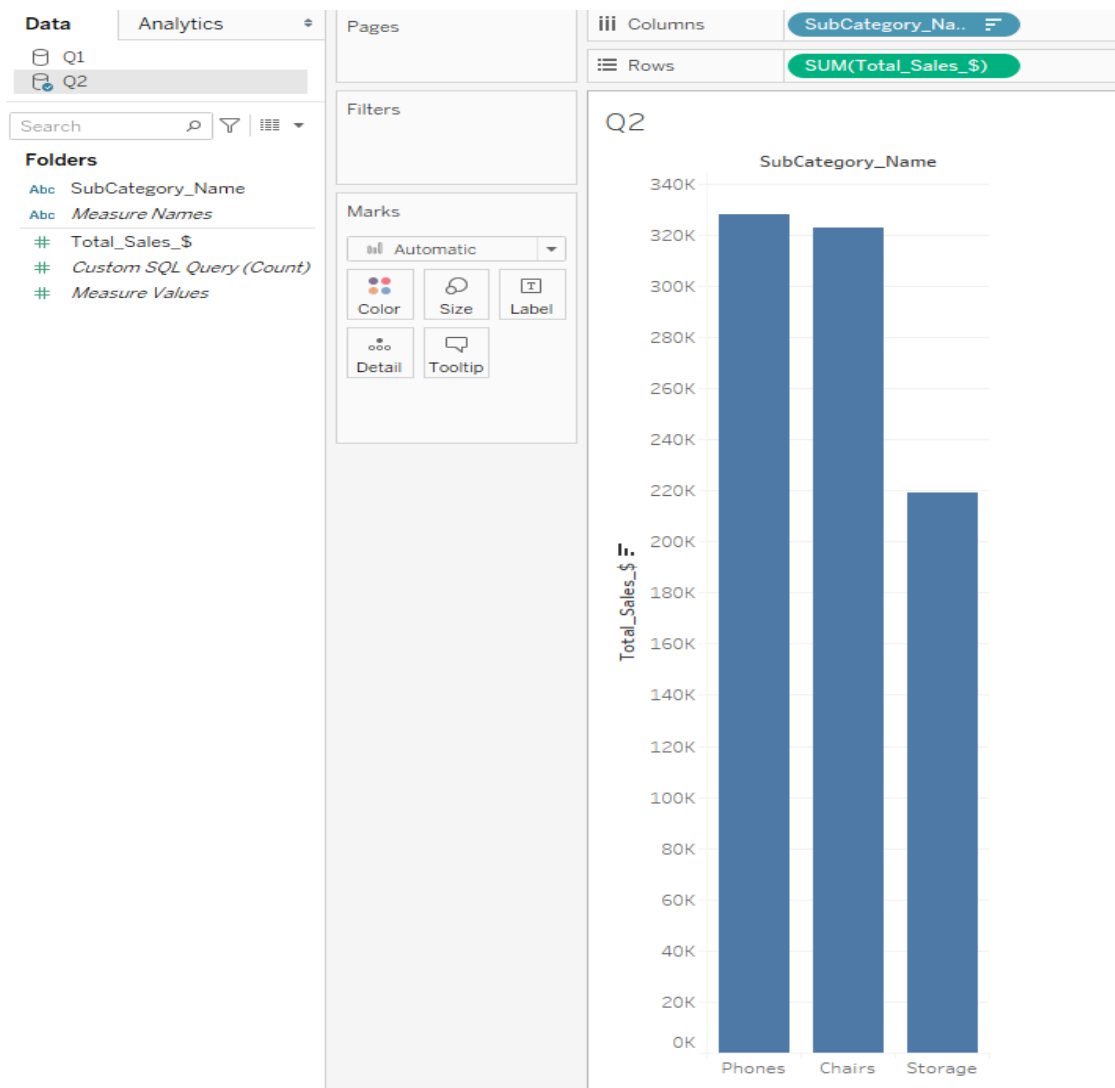 Data
Analytics
Q1
Q2
Search
Folders
Abc SubCategory_Name
Abc Measure Names
# Total_Sales_$
# Custom SQL Query (Count)
# Measure Values
Pages
Filters
Marks
Automatic
Color Size Label
Detail Tooltip
Columns SubCategory_Na..
Rows SUM(Total_Sales_$)
Q2
SubCategory_Name
Total_Sales_$
340K
320K
300K
280K
260K
240K
220K
200K
180K
160K
140K
120K
100K
80K
60K
40K
20K
0K
Phones Chairs Storage